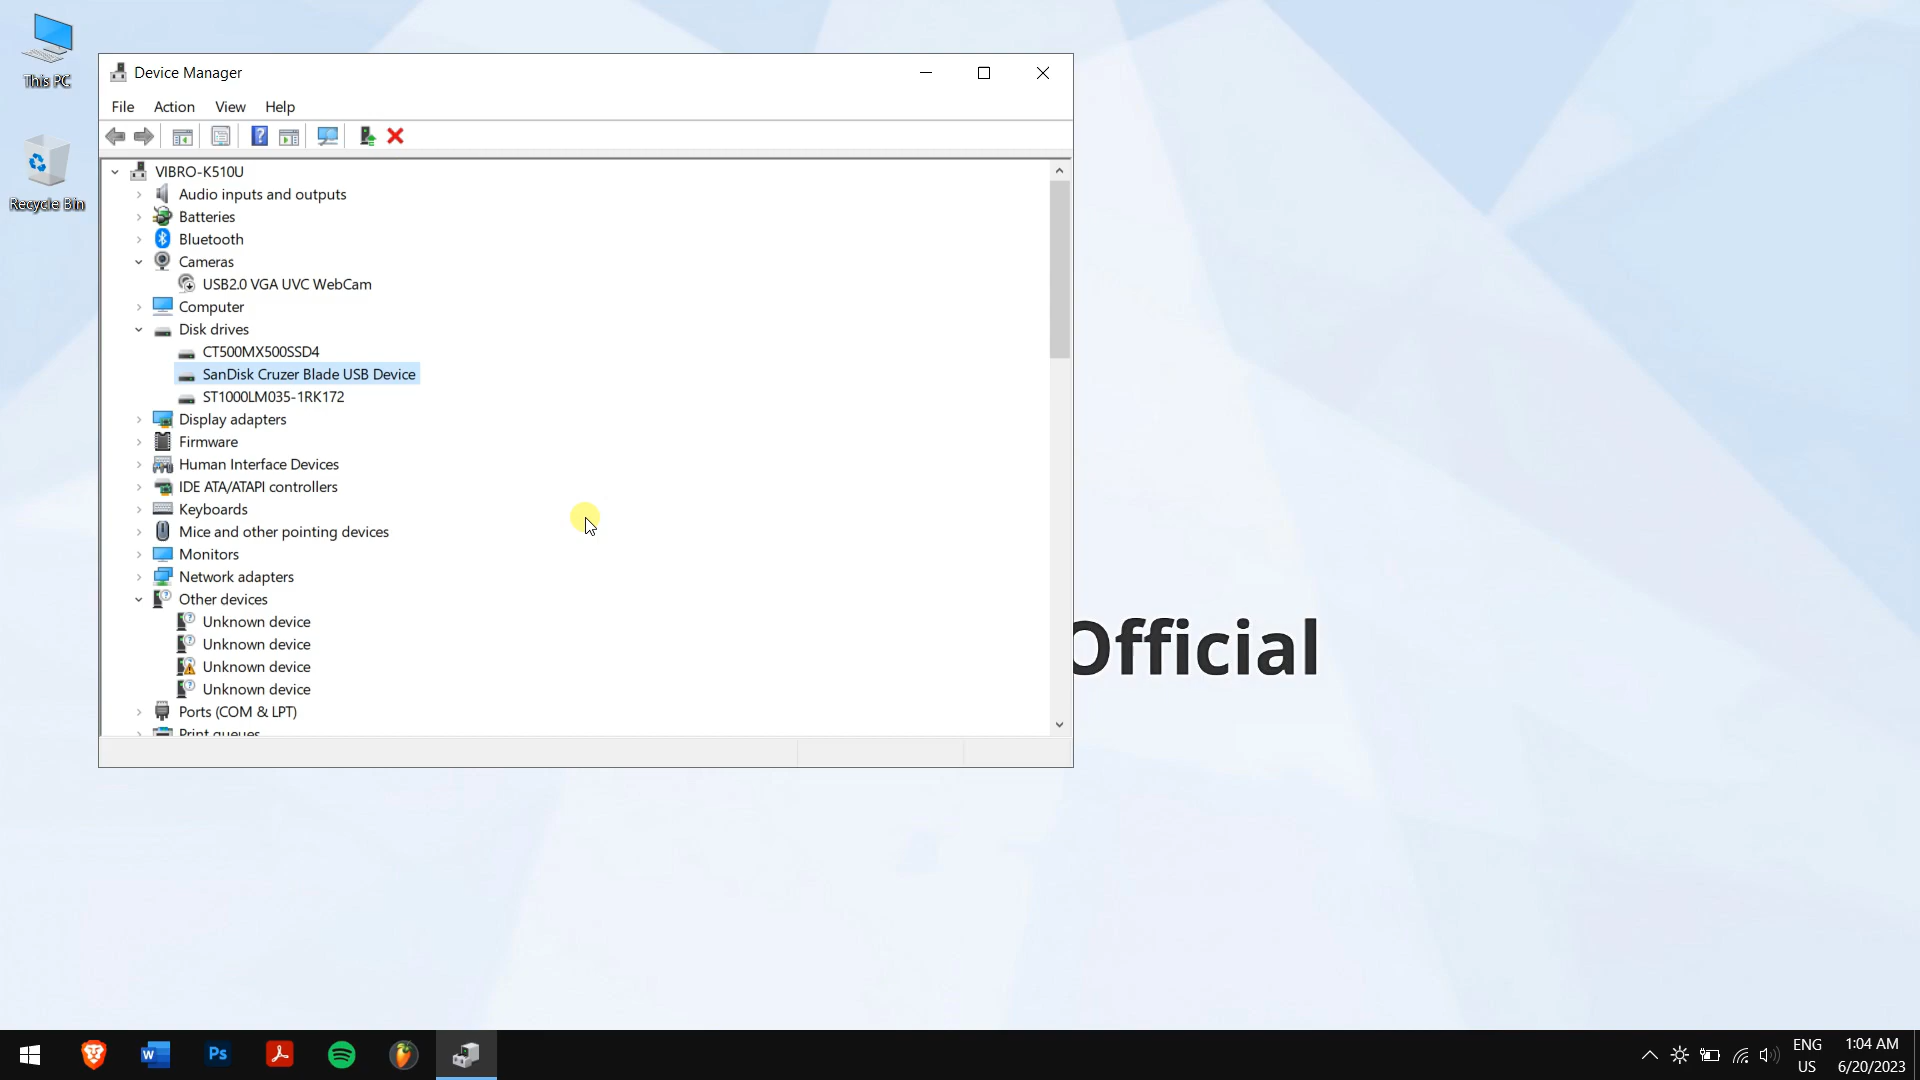 This PC
Recycle Bin
Device Manager
File Action View Help
VIBRO-K510U
Audio inputs and outputs
Batteries
Bluetooth
Cameras
USB2.0 VGA UVC WebCam
Computer
Disk drives
CT500MX500SSD4
SanDisk Cruzer Blade USB Device
ST1000LM035-1RK172
Display adapters
Firmware
Human Interface Devices
IDE ATA/ATAPI controllers
Keyboards
Mice and other pointing devices
Monitors
Network adapters
Other devices
Unknown device
Unknown device
Unknown device
Unknown device
Ports (COM & LPT)
Print queues
Official
Ps
ENG
US
1:04 AM
6/20/2023